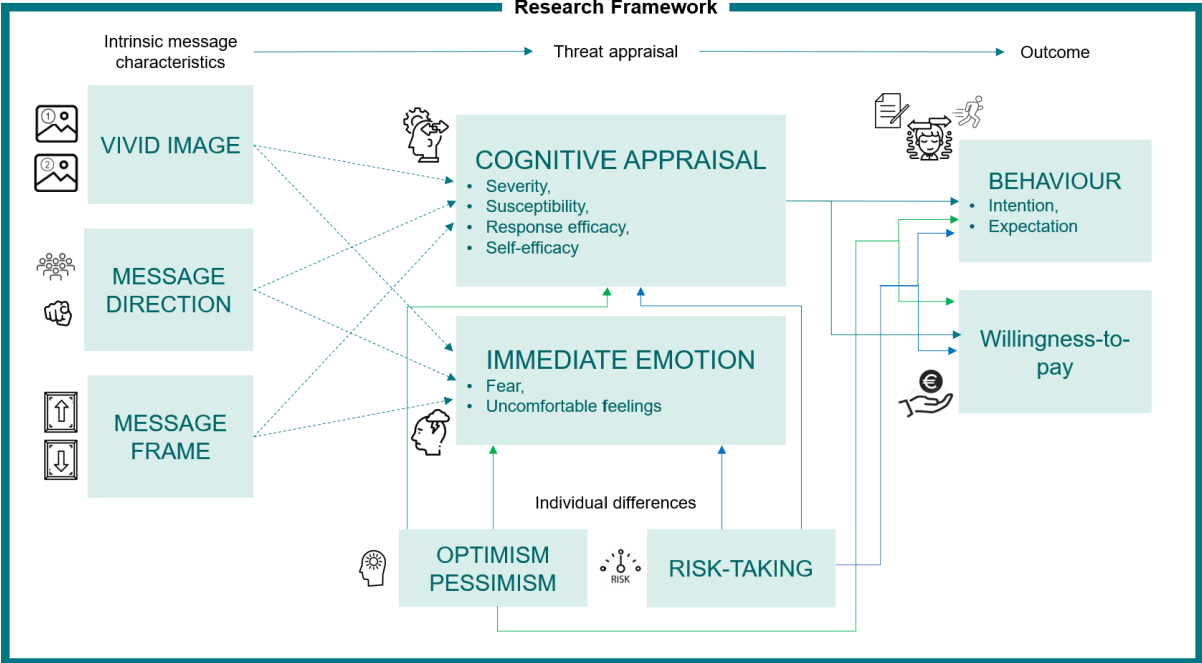 Research Framework
Intrinsic message
characteristics
Threat appraisal
Outcome
1
2
VIVID IMAGE
MESSAGE
DIRECTION
MESSAGE
FRAME
COGNITIVE APPRAISAL
• Severity,
• Susceptibility,
• Response efficacy,
• Self-efficacy
IMMEDIATE EMOTION
• Fear,
• Uncomfortable feelings
Individual differences
OPTIMISM
PESSIMISM
RISK
RISK-TAKING
BEHAVIOUR
• Intention,
• Expectation
Willingness-to-
pay
€